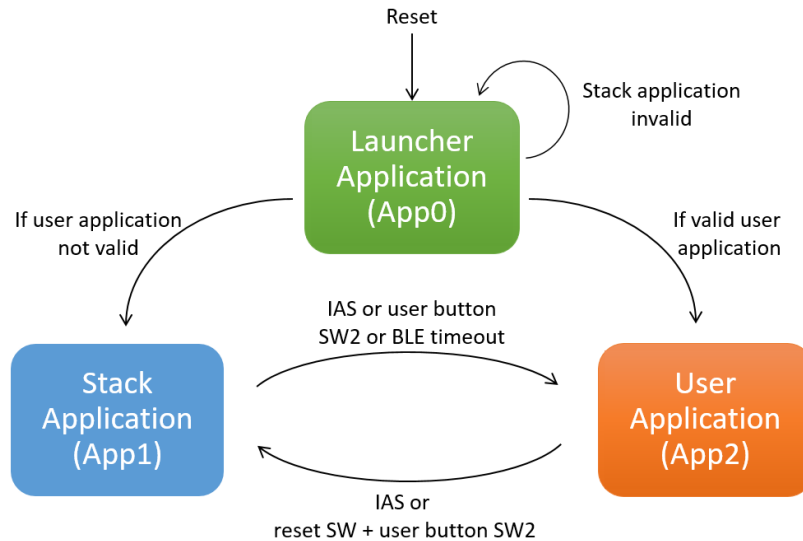 Reset
Stack application
invalid
Launcher
Application
(App0)
If user application
not valid
If valid user
application
IAS or user button
SW2 or BLE timeout
Stack
Application
(App1)
User
Application
(App2)
IAS or
reset SW + user button SW2